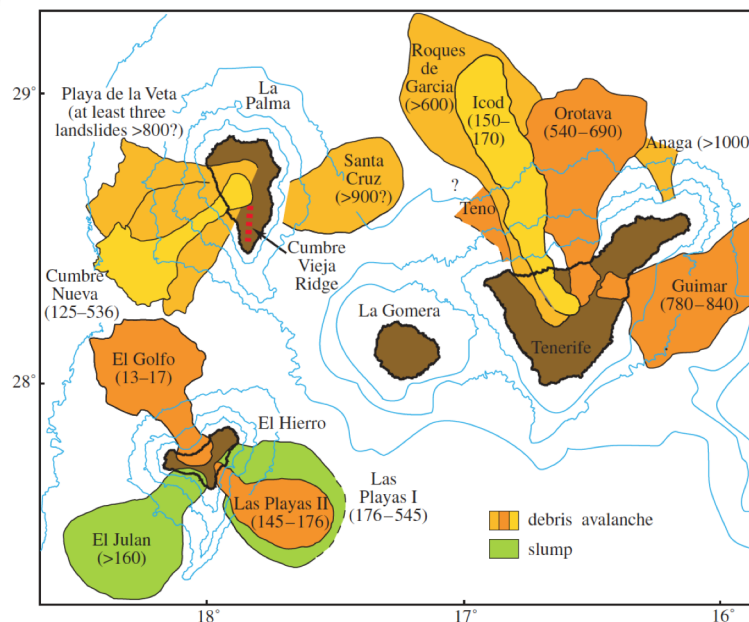 29°
28°
18°
17°
16°
Playa de la Veta
(at least three
landslides >800?)
La
Palma
Santa
Cruz
(>900?)
Cumbre
Vieja
Ridge
Cumbre
Nueva
(125–536)
Roques
de
Garcia
(>600)
Icod
(150–
170)
Orotava
(540–690)
Anaga (>1000)
?
Teno
Guimar
(780–840)
La Gomera
Tenerife
El Golfo
(13–17)
El Hierro
Las Playas II
(145–176)
Las
Playas I
(176–545)
El Julan
(>160)
debris avalanche
slump